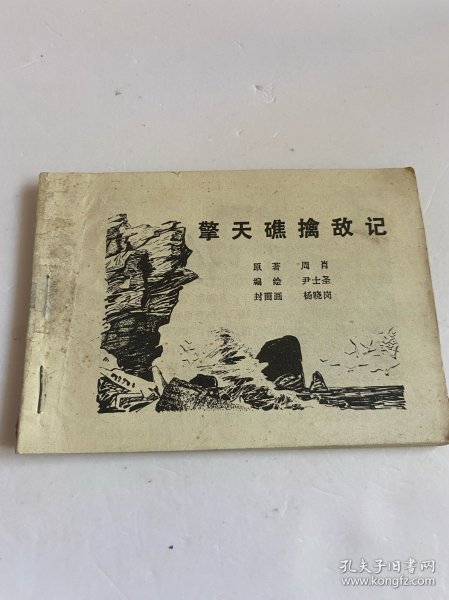 擎天礁擒敌记
原著 周肖
编绘 尹士圣
封面画 杨晓岗
孔夫子旧书网
www.kongfz.com